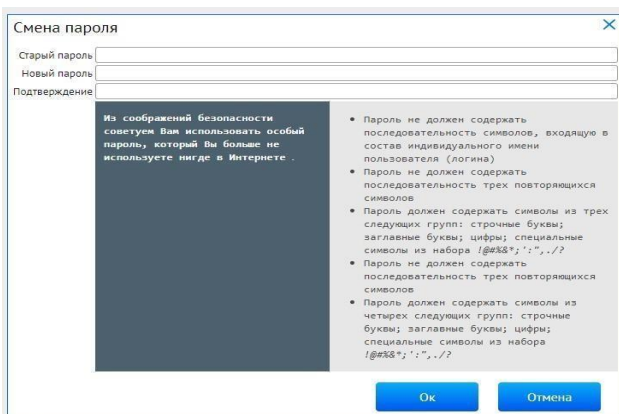 Смена пароля
Старый пароль
Новый пароль
Подтверждение
Из соображений безопасности
советуем Вам использовать особый
пароль, который Вы больше не
используете нигде в Интернете .
• Пароль не должен содержать
последовательность символов, входящую в
состав индивидуального имени
пользователя (логина)
• Пароль не должен содержать
последовательность трех повторяющихся
символов
• Пароль должен содержать символы из трех
следующих групп: строчные буквы;
заглавные буквы; цифры; специальные
символы из набора !@#%&*;':",./?
• Пароль не должен содержать
последовательность трех повторяющихся
символов
• Пароль должен содержать символы из
четырех следующих групп: строчные
буквы; заглавные буквы; цифры;
специальные символы из набора
!@#%&*;':",./?
Ок
Отмена